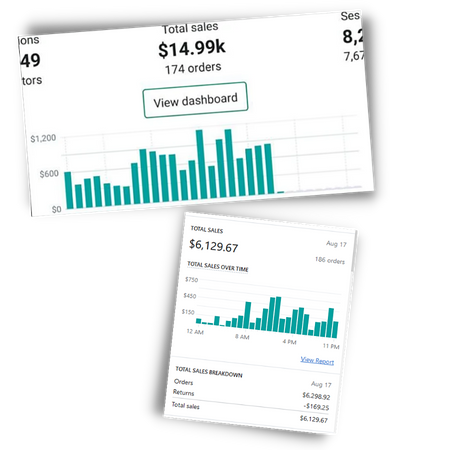 ions
49
tors
Total sales
$14.99k
174 orders
View dashboard
Ses
8,2
7,67
$1,200
$600
$0
TOTAL SALES
Aug 17
$6,129.67
186 orders
TOTAL SALES OVER TIME
$750
$450
$150
12 AM 8 AM 4 PM 11 PM
View Report
TOTAL SALES BREAKDOWN
Aug 17
Orders $6,298.92
Returns -$169.25
Total sales $6,129.67